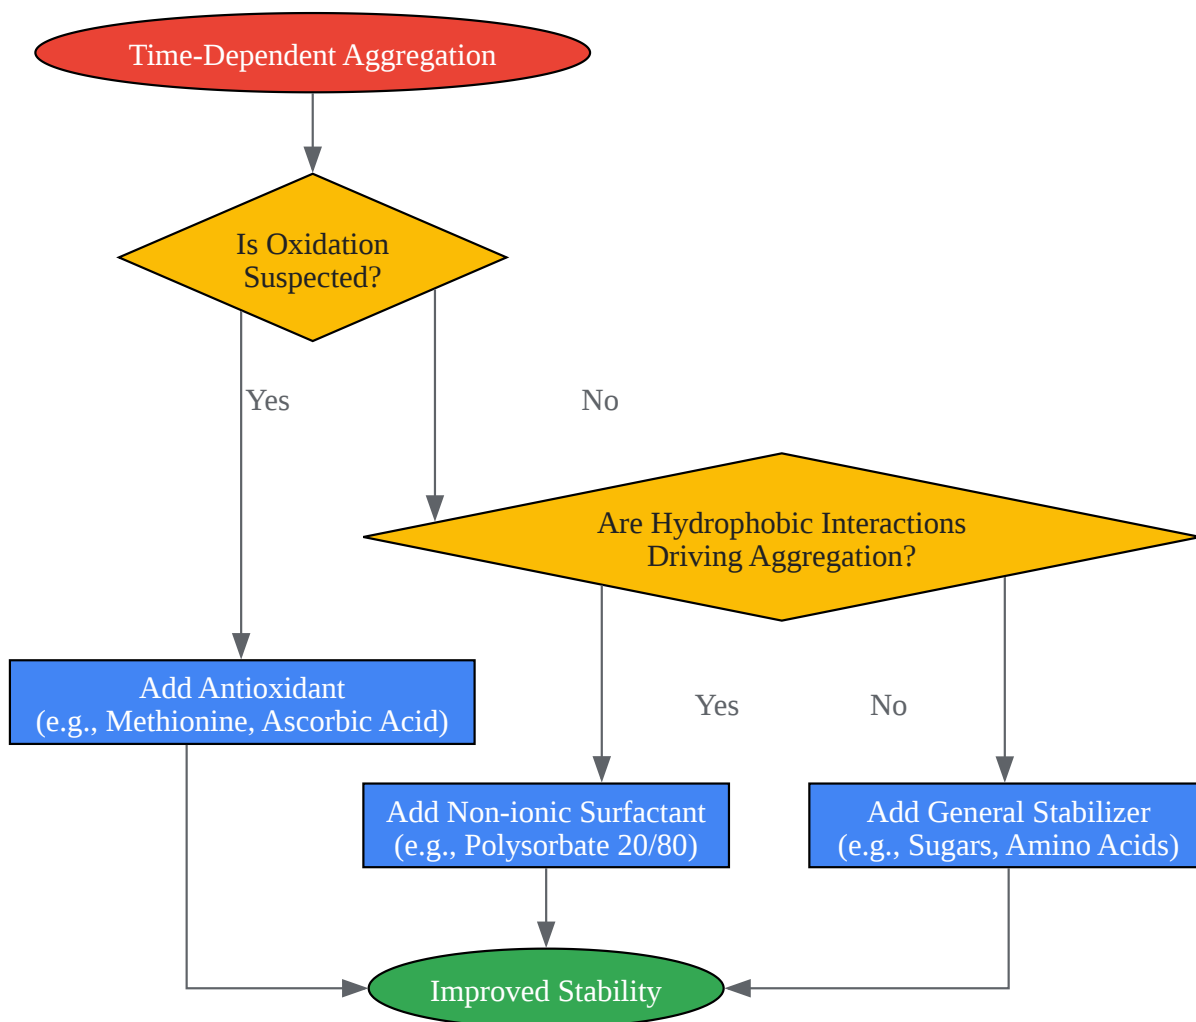 Time-Dependent Aggregation
Is Oxidation
Suspected?
Yes
No
Are Hydrophobic Interactions
Driving Aggregation?
Add Antioxidant
(e.g., Methionine, Ascorbic Acid)
Yes
No
Add Non-ionic Surfactant
(e.g., Polysorbate 20/80)
Add General Stabilizer
(e.g., Sugars, Amino Acids)
Improved Stability